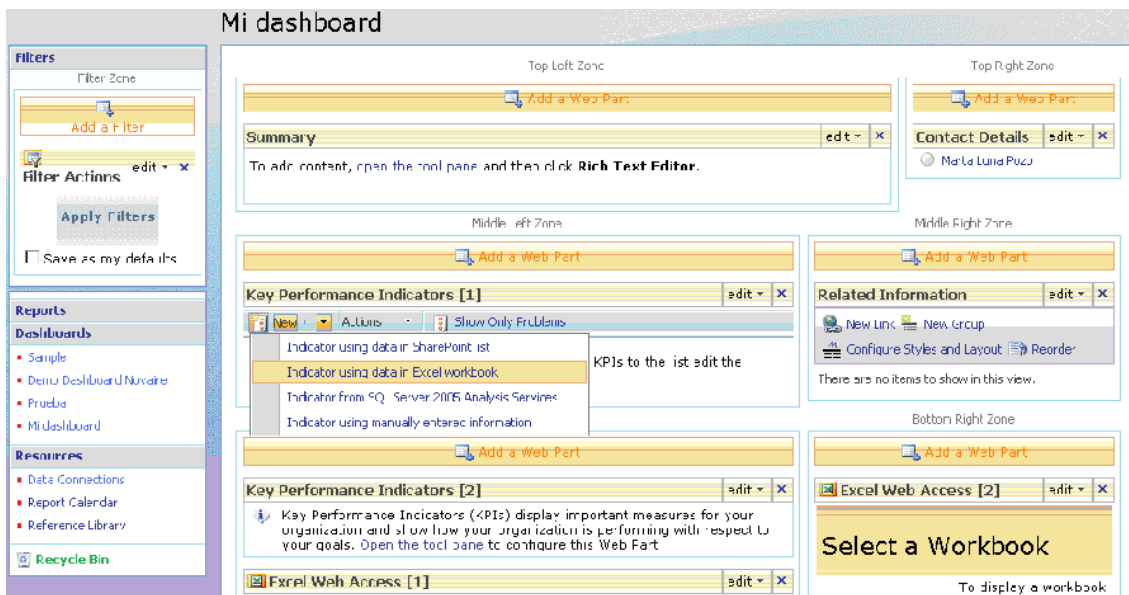 Mi dashboard
Filters
Filter Zone
Add a Filter
edit
Filter Actions
Apply Filters
Save as my defaults
Reports
Dashboards
Sample
Demo Dashboard Novaire
Prueba
Mi dashboard
Resources
Data Connections
Report Calendar
Reference Library
Recycle Bin
Top Left Zone
Add a Web Part
Summary edit
To add content, open the tool pane and then click Rich Text Editor.
Top Right Zone
Add a Web Part
Contact Details edit
Marta Luna Pozo
Middle Left Zone
Add a Web Part
Key Performance Indicators [1] edit
New Actions Show Only Problems
Indicator using data in SharePoint list
KPIs to the list edit the
Indicator using data in Excel workbook
Indicator from SQL Server 2005 Analysis Services
Indicator using manually entered information
Middle Right Zone
Add a Web Part
Related Information edit
New Link New Group
Configure Styles and Layout Reorder
There are no items to show in this view.
Add a Web Part
Key Performance Indicators [2] edit
Key Performance Indicators (KPIs) display important measures for your
organization and show how your organization is performing with respect to
your goals. Open the tool pane to configure this Web Part
Excel Web Access [1] edit
Bottom Right Zone
Add a Web Part
Excel Web Access [2] edit
Select a Workbook
To display a workbook